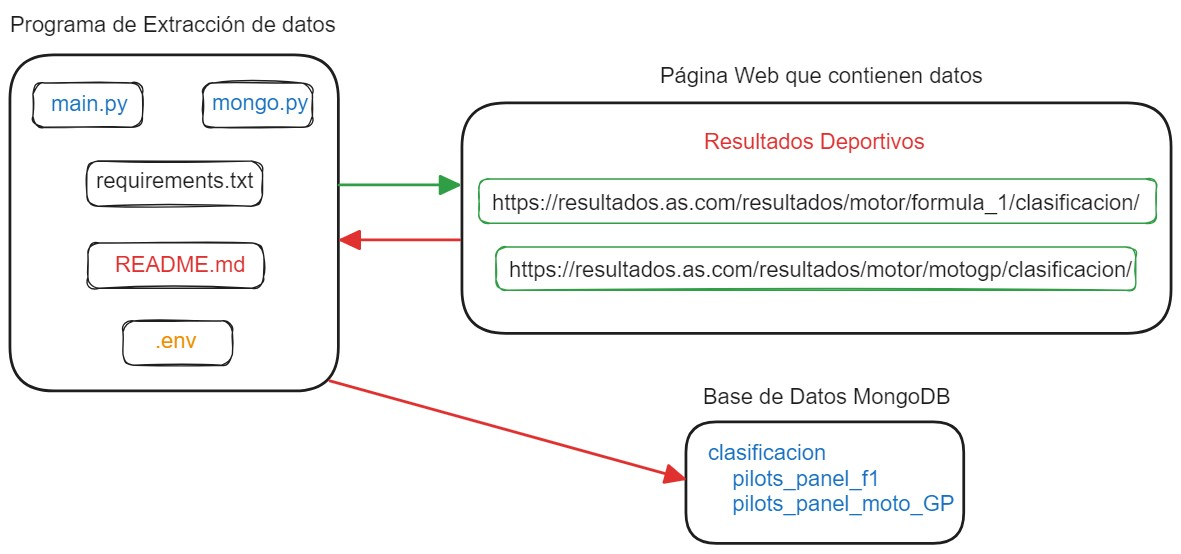 Programa de Extracción de datos
main.py
mongo.py
requirements.txt
README.md
.env
Página Web que contienen datos
Resultados Deportivos
https://resultados.as.com/resultados/motor/formula_1/clasificacion/
https://resultados.as.com/resultados/motor/motogp/clasificacion/
Base de Datos MongoDB
clasificacion
pilots_panel_f1
pilots_panel_moto_GP